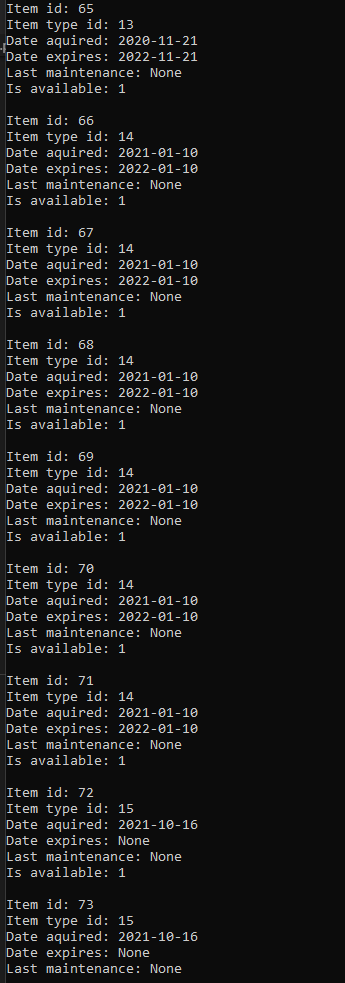 Item id: 65
Item type id: 13
Date aquired: 2020-11-21
Date expires: 2022-11-21
Last maintenance: None
Is available: 1

Item id: 66
Item type id: 14
Date aquired: 2021-01-10
Date expires: 2022-01-10
Last maintenance: None
Is available: 1

Item id: 67
Item type id: 14
Date aquired: 2021-01-10
Date expires: 2022-01-10
Last maintenance: None
Is available: 1

Item id: 68
Item type id: 14
Date aquired: 2021-01-10
Date expires: 2022-01-10
Last maintenance: None
Is available: 1

Item id: 69
Item type id: 14
Date aquired: 2021-01-10
Date expires: 2022-01-10
Last maintenance: None
Is available: 1

Item id: 70
Item type id: 14
Date aquired: 2021-01-10
Date expires: 2022-01-10
Last maintenance: None
Is available: 1

Item id: 71
Item type id: 14
Date aquired: 2021-01-10
Date expires: 2022-01-10
Last maintenance: None
Is available: 1

Item id: 72
Item type id: 15
Date aquired: 2021-10-16
Date expires: None
Last maintenance: None
Is available: 1

Item id: 73
Item type id: 15
Date aquired: 2021-10-16
Date expires: None
Last maintenance: None